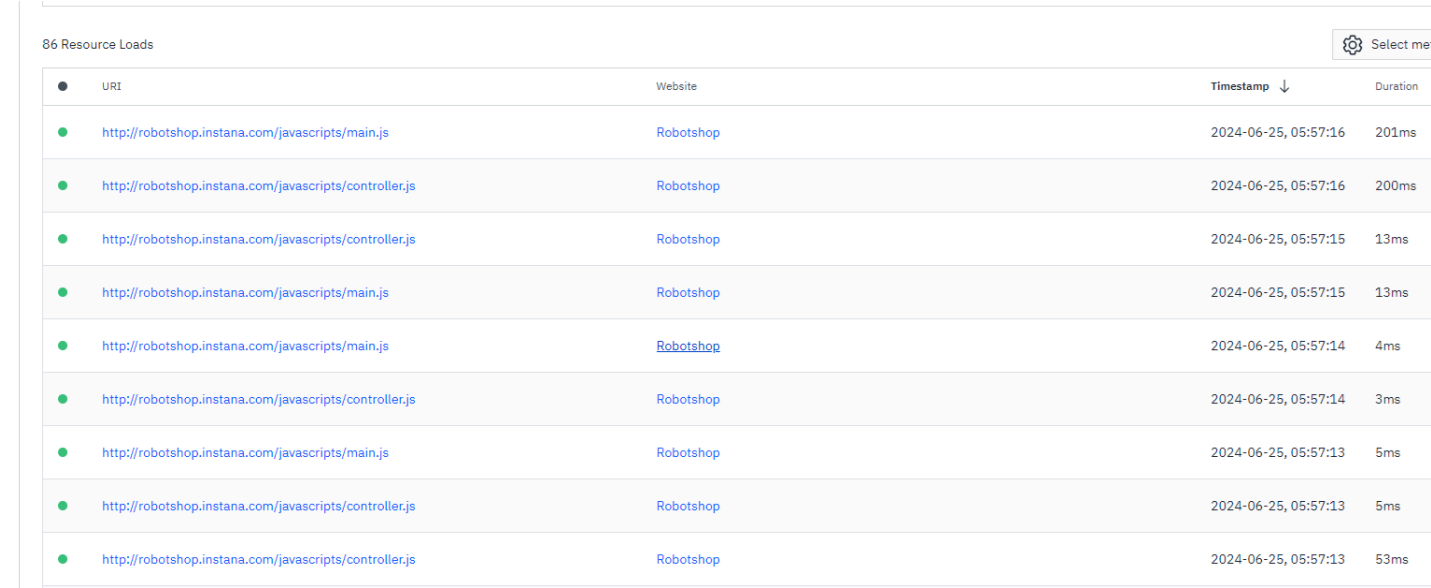 86 Resource Loads
Select me
URI Website Timestamp Duration
http://robotshop.instana.com/javascripts/main.js Robotshop 2024-06-25, 05:57:16 201ms
http://robotshop.instana.com/javascripts/controller.js Robotshop 2024-06-25, 05:57:16 200ms
http://robotshop.instana.com/javascripts/controller.js Robotshop 2024-06-25, 05:57:15 13ms
http://robotshop.instana.com/javascripts/main.js Robotshop 2024-06-25, 05:57:15 13ms
http://robotshop.instana.com/javascripts/main.js Robotshop 2024-06-25, 05:57:14 4ms
http://robotshop.instana.com/javascripts/controller.js Robotshop 2024-06-25, 05:57:14 3ms
http://robotshop.instana.com/javascripts/main.js Robotshop 2024-06-25, 05:57:13 5ms
http://robotshop.instana.com/javascripts/controller.js Robotshop 2024-06-25, 05:57:13 5ms
http://robotshop.instana.com/javascripts/controller.js Robotshop 2024-06-25, 05:57:13 53ms